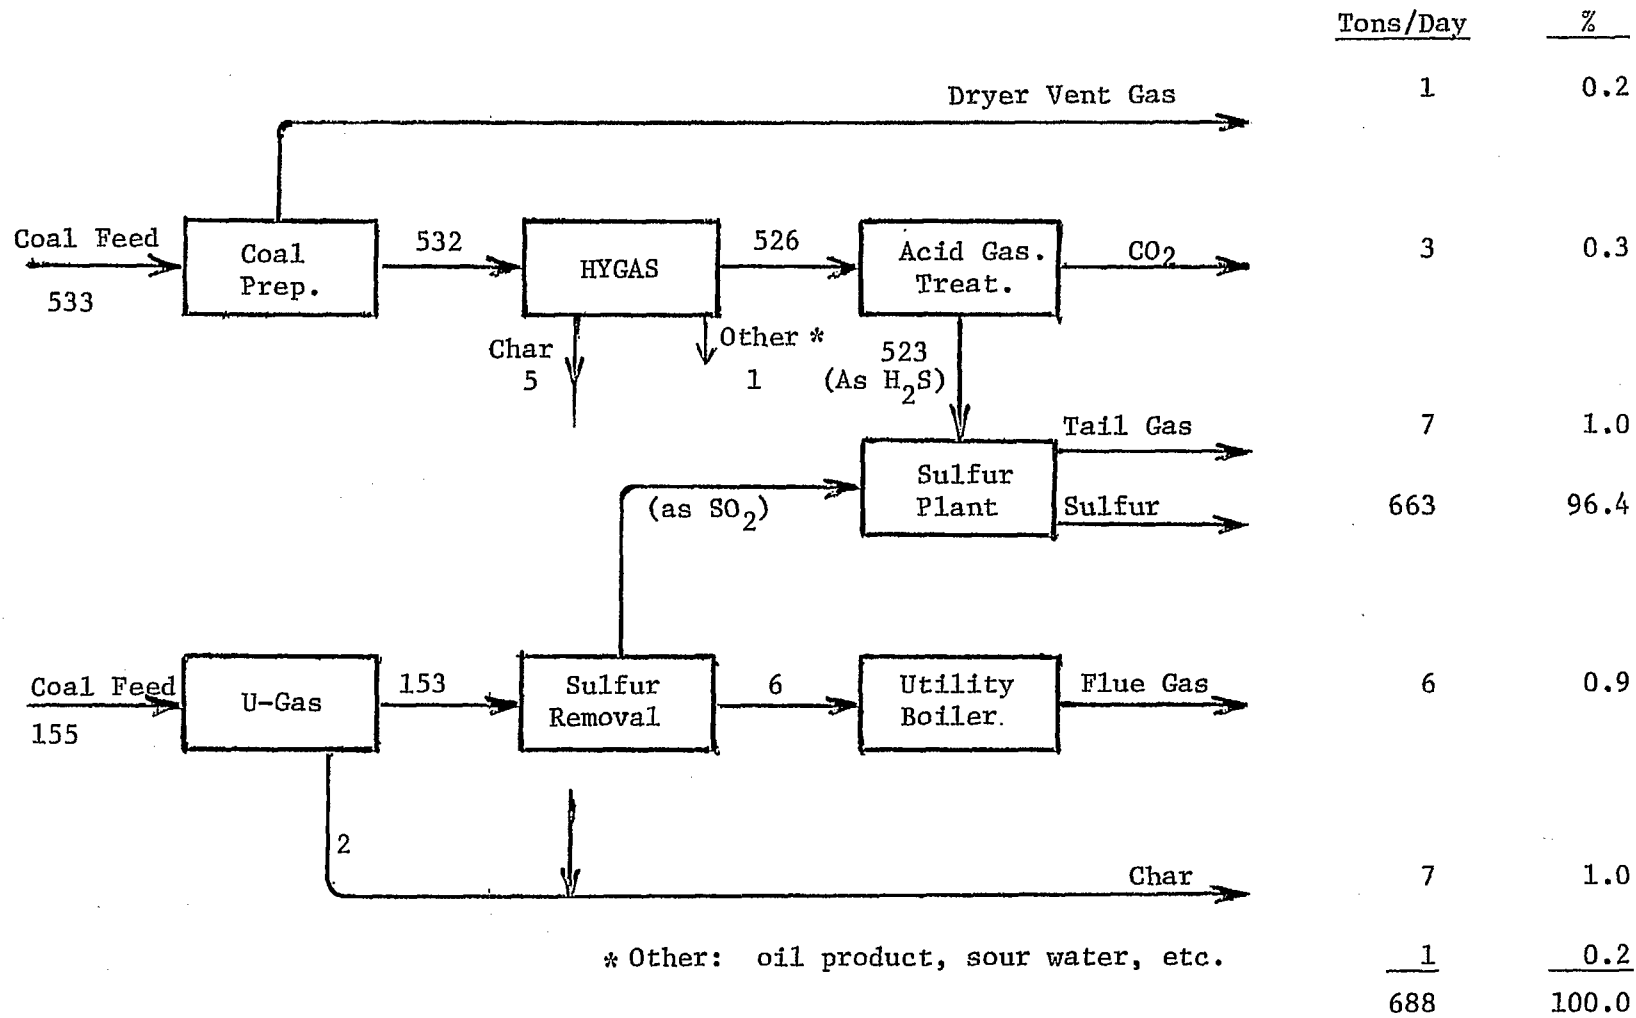 Tons/Day %
Dryer Vent Gas 1 0.2
Coal Feed 532 526 CO2 3 0.3
533
Coal
Prep.
HYGAS
Acid Gas.
Treat.
Char
5
Other *
1
523
(As H2S)
Tail Gas 7 1.0
Sulfur
Plant
(as SO2)
Sulfur 663 96.4
Coal Feed 153 6 Flue Gas 6 0.9
155
U-Gas
Sulfur
Removal
Utility
Boiler.
2
Char 7 1.0
* Other: oil product, sour water, etc. 1 0.2
688 100.0